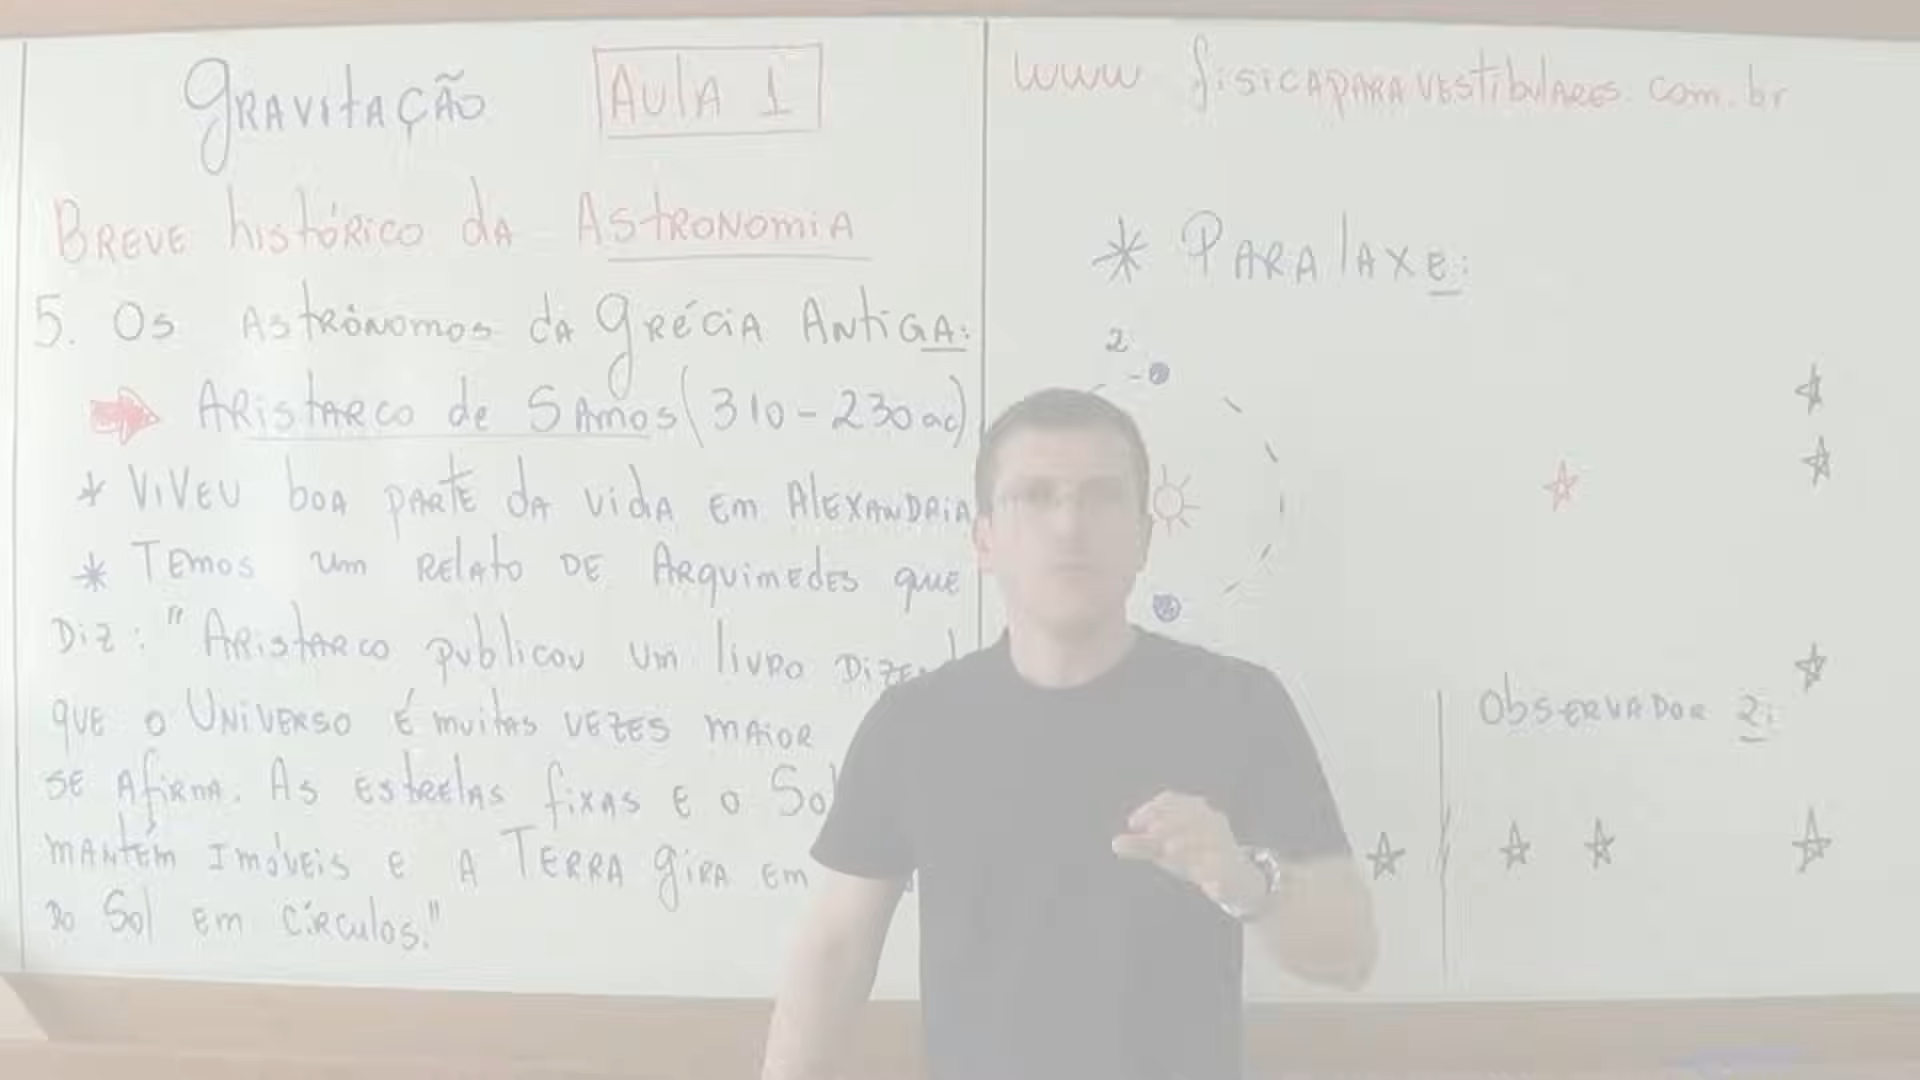 Gravitação Aula 1
Breve histórico da Astronomia
5. Os Astrônomos da Grécia Antiga:
Aristarco de Samos (310-230 ac)
* Viveu boa parte da vida em Alexandria
* Temos um relato de Arquimedes que
Diz: "Aristarco publicou um livro
que o Universo é muitas vezes maior
se afirma. As estrelas fixas e o Sol
mantém imóveis e a Terra gira em
do Sol em círculos."
www fisicaparavestibulares.com.br
* Paralaxe:
2
Observador 2: